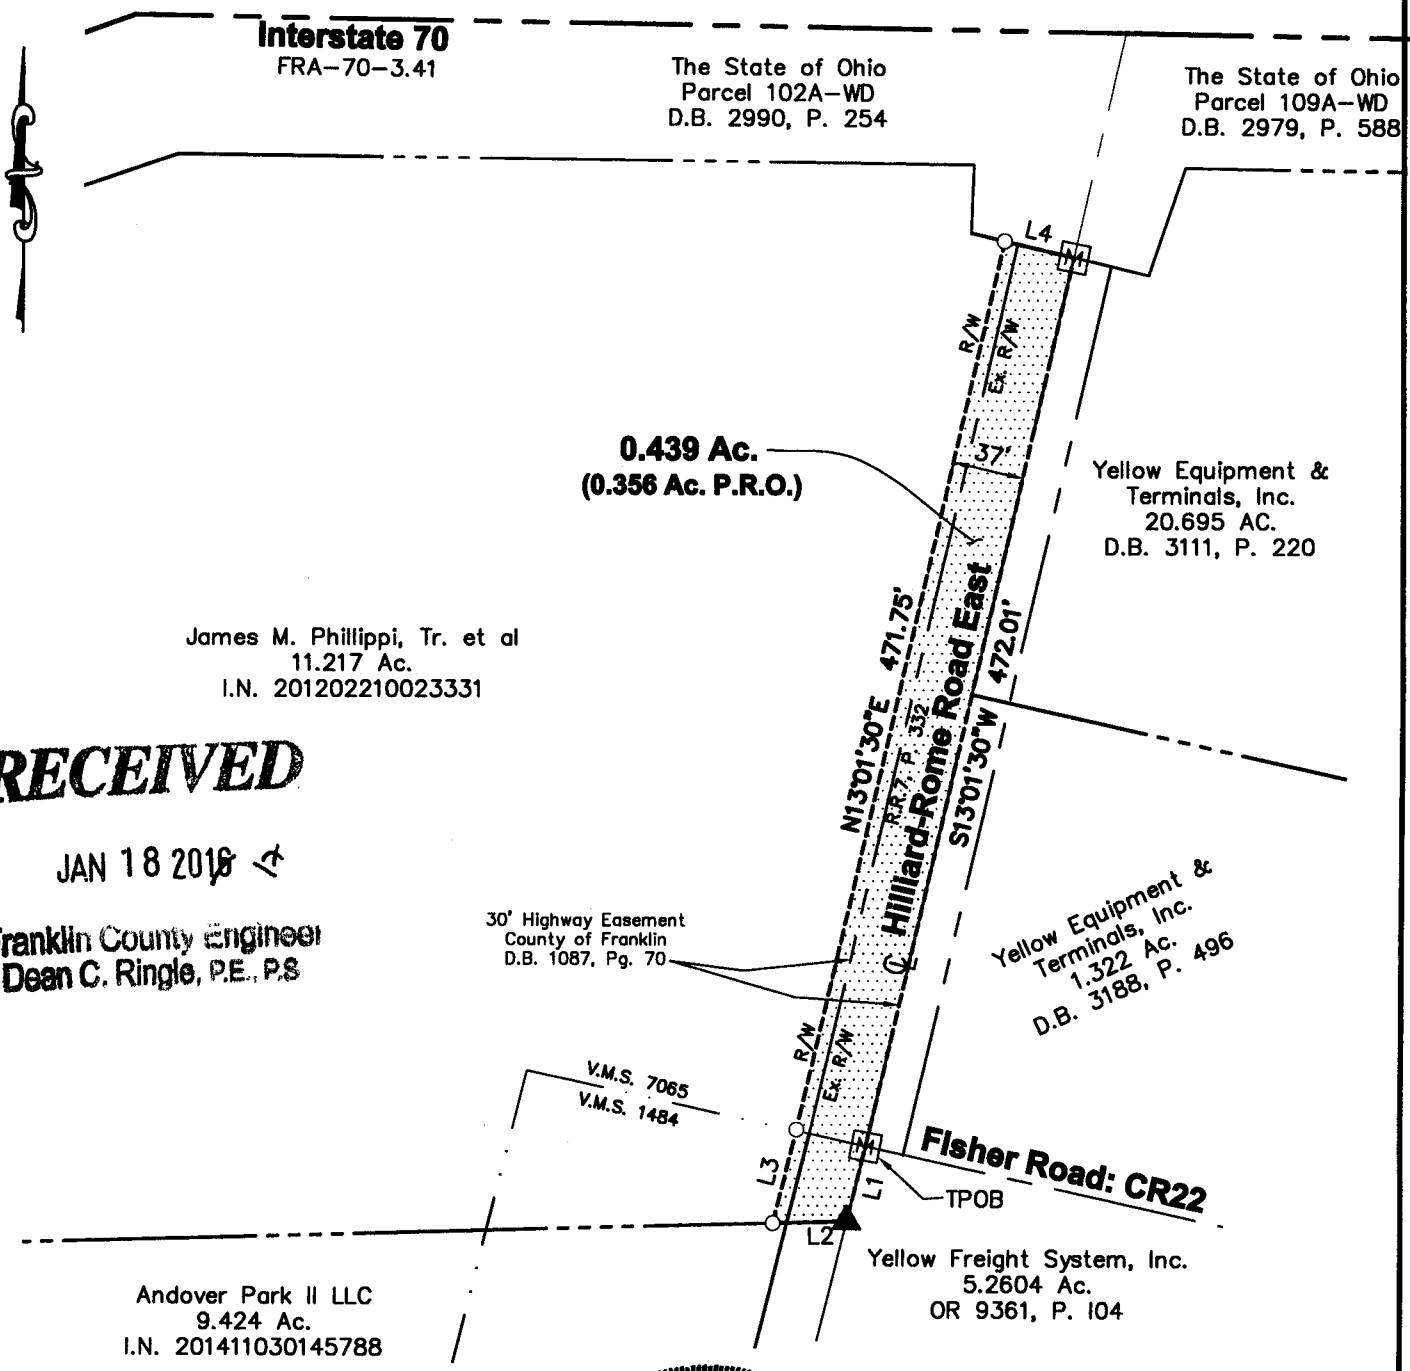 Interstate 70
FRA-70-3.41
The State of Ohio
Parcel 102A-WD
D.B. 2990, P. 254
The State of Ohio
Parcel 109A-WD
D.B. 2979, P. 588
L4
M
R/W
Ex. R/W
0.439 Ac.
(0.356 Ac. P.R.O.)
37'
Yellow Equipment &
Terminals, Inc.
20.695 AC.
D.B. 3111, P. 220
James M. Phillippi, Tr. et al
11.217 Ac.
I.N. 201202210023331
N13°01'30"E 471.75'
R.R.7, P. 332
Hilliard-Rome Road East
S13°01'30"W 472.01'
RECEIVED
JAN 18 2016 17
Franklin County Engineer
Dean C. Ringle, P.E., P.S
30' Highway Easement
County of Franklin
D.B. 1087, Pg. 70
Yellow Equipment &
Terminals, Inc.
1.322 Ac.
D.B. 3188, P. 496
R/W
Ex. R/W
V.M.S. 7065
V.M.S. 1484
M
Fisher Road: CR22
L3
L1
TPOB
L2
Yellow Freight System, Inc.
5.2604 Ac.
OR 9361, P. I04
Andover Park II LLC
9.424 Ac.
I.N. 201411030145788